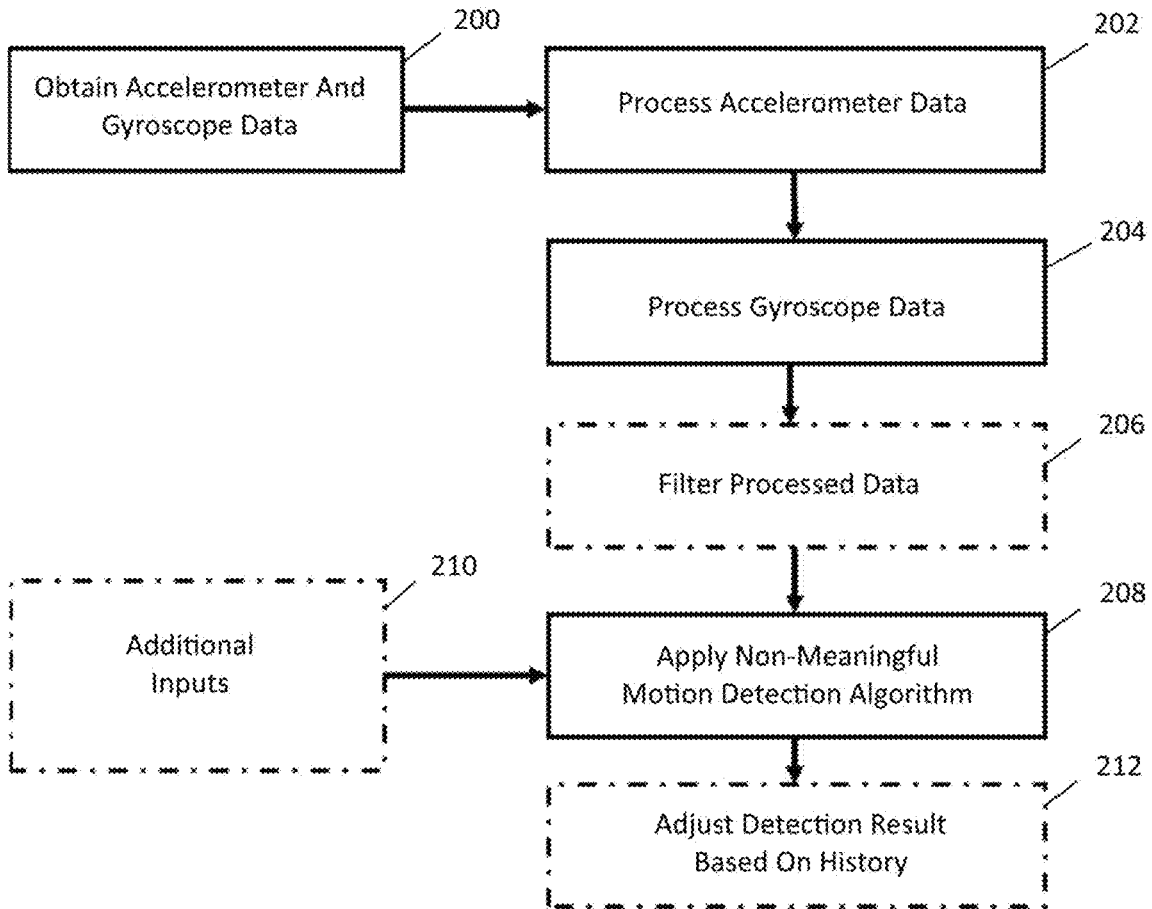 200
Obtain Accelerometer And
Gyroscope Data
202
Process Accelerometer Data
204
Process Gyroscope Data
206
Filter Processed Data
210
Additional
Inputs
208
Apply Non-Meaningful
Motion Detection Algorithm
212
Adjust Detection Result
Based On History